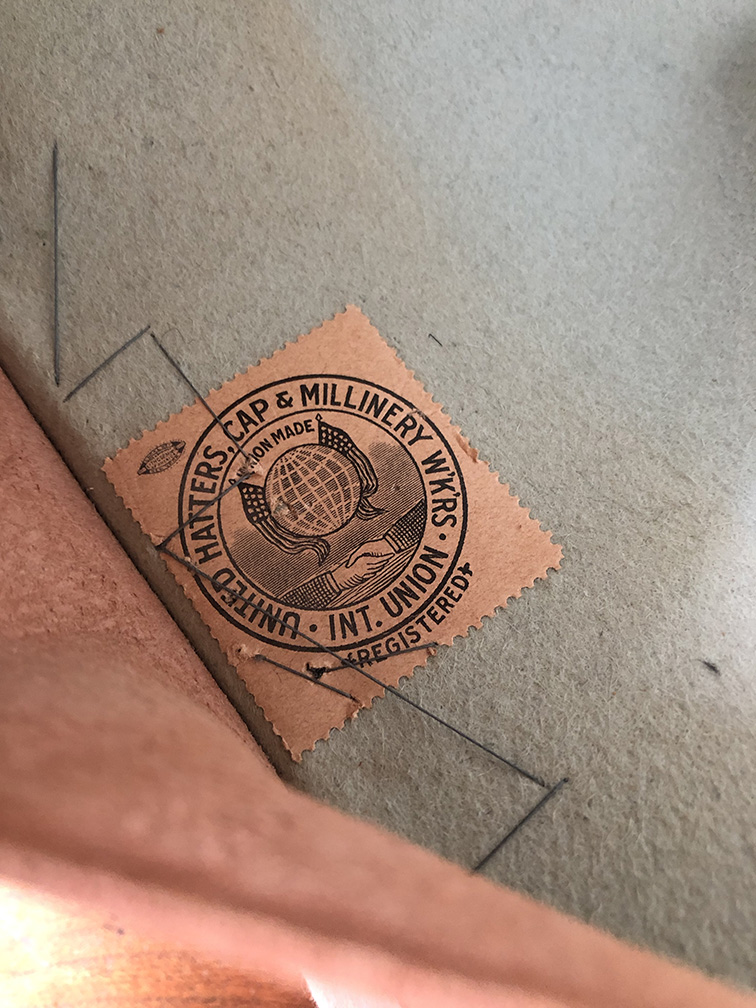 UNITED HATTERS, CAP & MILLINERY W'K'RS · INT. UNION ·
UNION MADE
REGISTERED